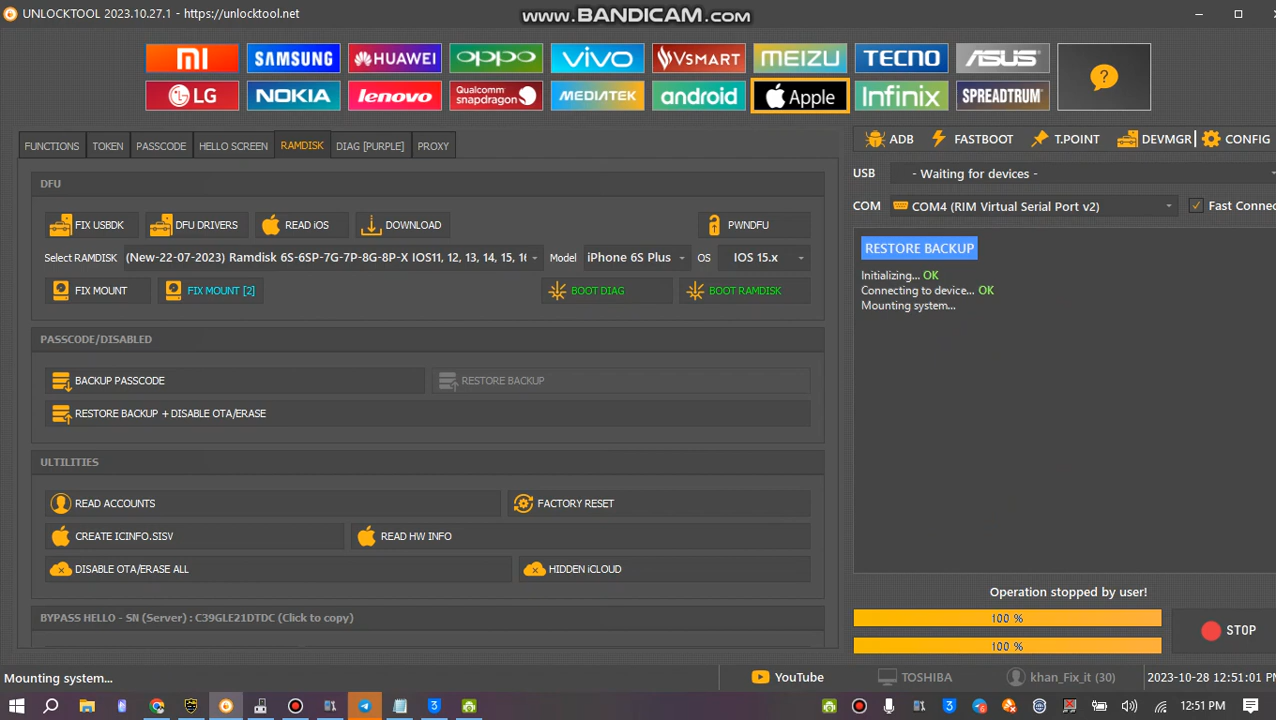 UNLOCKTOOL 2023.10.27.1 - https://unlocktool.net
www.BANDICAM.com
SAMSUNG HUAWEI oppo vivo VSMART MEIZU TECNO ASUS ?
LG NOKIA lenovo Qualcomm snapdragon MEDIATEK android Apple Infinix SPREADTRUM
FUNCTIONS TOKEN PASSCODE HELLO SCREEN RAMDISK DIAG [PURPLE] PROXY
ADB FASTBOOT T.POINT DEVMGR CONFIG
USB - Waiting for devices -
COM COM4 (RIM Virtual Serial Port v2) Fast Connec
DFU
FIX USBDK DFU DRIVERS READ iOS DOWNLOAD PWNDFU
Select RAMDISK (New-22-07-2023) Ramdisk 6S-6SP-7G-7P-8G-8P-X IOS11, 12, 13, 14, 15, 16 Model iPhone 6S Plus OS IOS 15.x
FIX MOUNT FIX MOUNT [2] BOOT DIAG BOOT RAMDISK
PASSCODE/DISABLED
BACKUP PASSCODE RESTORE BACKUP
RESTORE BACKUP + DISABLE OTA/ERASE
ULTILITIES
READ ACCOUNTS FACTORY RESET
CREATE ICINFO.SISV READ HW INFO
DISABLE OTA/ERASE ALL HIDDEN iCLOUD
BYPASS HELLO - SN (Server) : C39GLE21DTDC (Click to copy)
RESTORE BACKUP
Initializing... OK
Connecting to device... OK
Mounting system...
Operation stopped by user!
100 %
100 %
STOP
Mounting system...
YouTube TOSHIBA khan_Fix_it (30) 2023-10-28 12:51:01 PM
12:51 PM